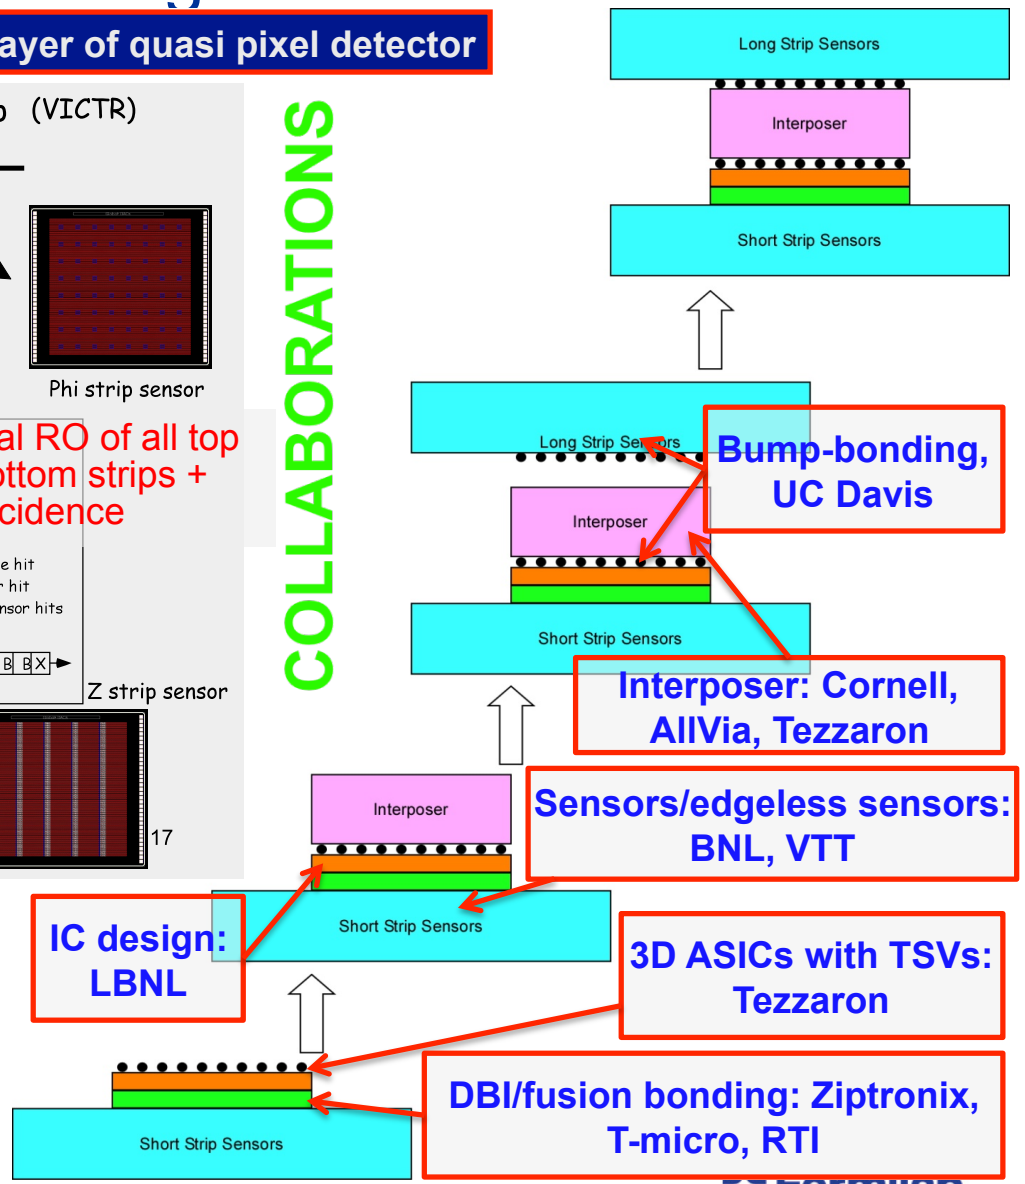 ayer of quasi pixel detector
(VICTR)
Phi strip sensor
al RO of all top
ottom strips +
cidence
e hit
r hit
nsor hits
B BX
Z strip sensor
17
COLLABORATIONS
Long Strip Sensors
Interposer
Short Strip Sensors
Long Strip Sensors
Bump-bonding,
UC Davis
Interposer
Short Strip Sensors
Interposer: Cornell,
AllVia, Tezzaron
Interposer
Sensors/edgeless sensors:
BNL, VTT
Short Strip Sensors
IC design:
LBNL
3D ASICs with TSVs:
Tezzaron
DBI/fusion bonding: Ziptronix,
T-micro, RTI
Short Strip Sensors